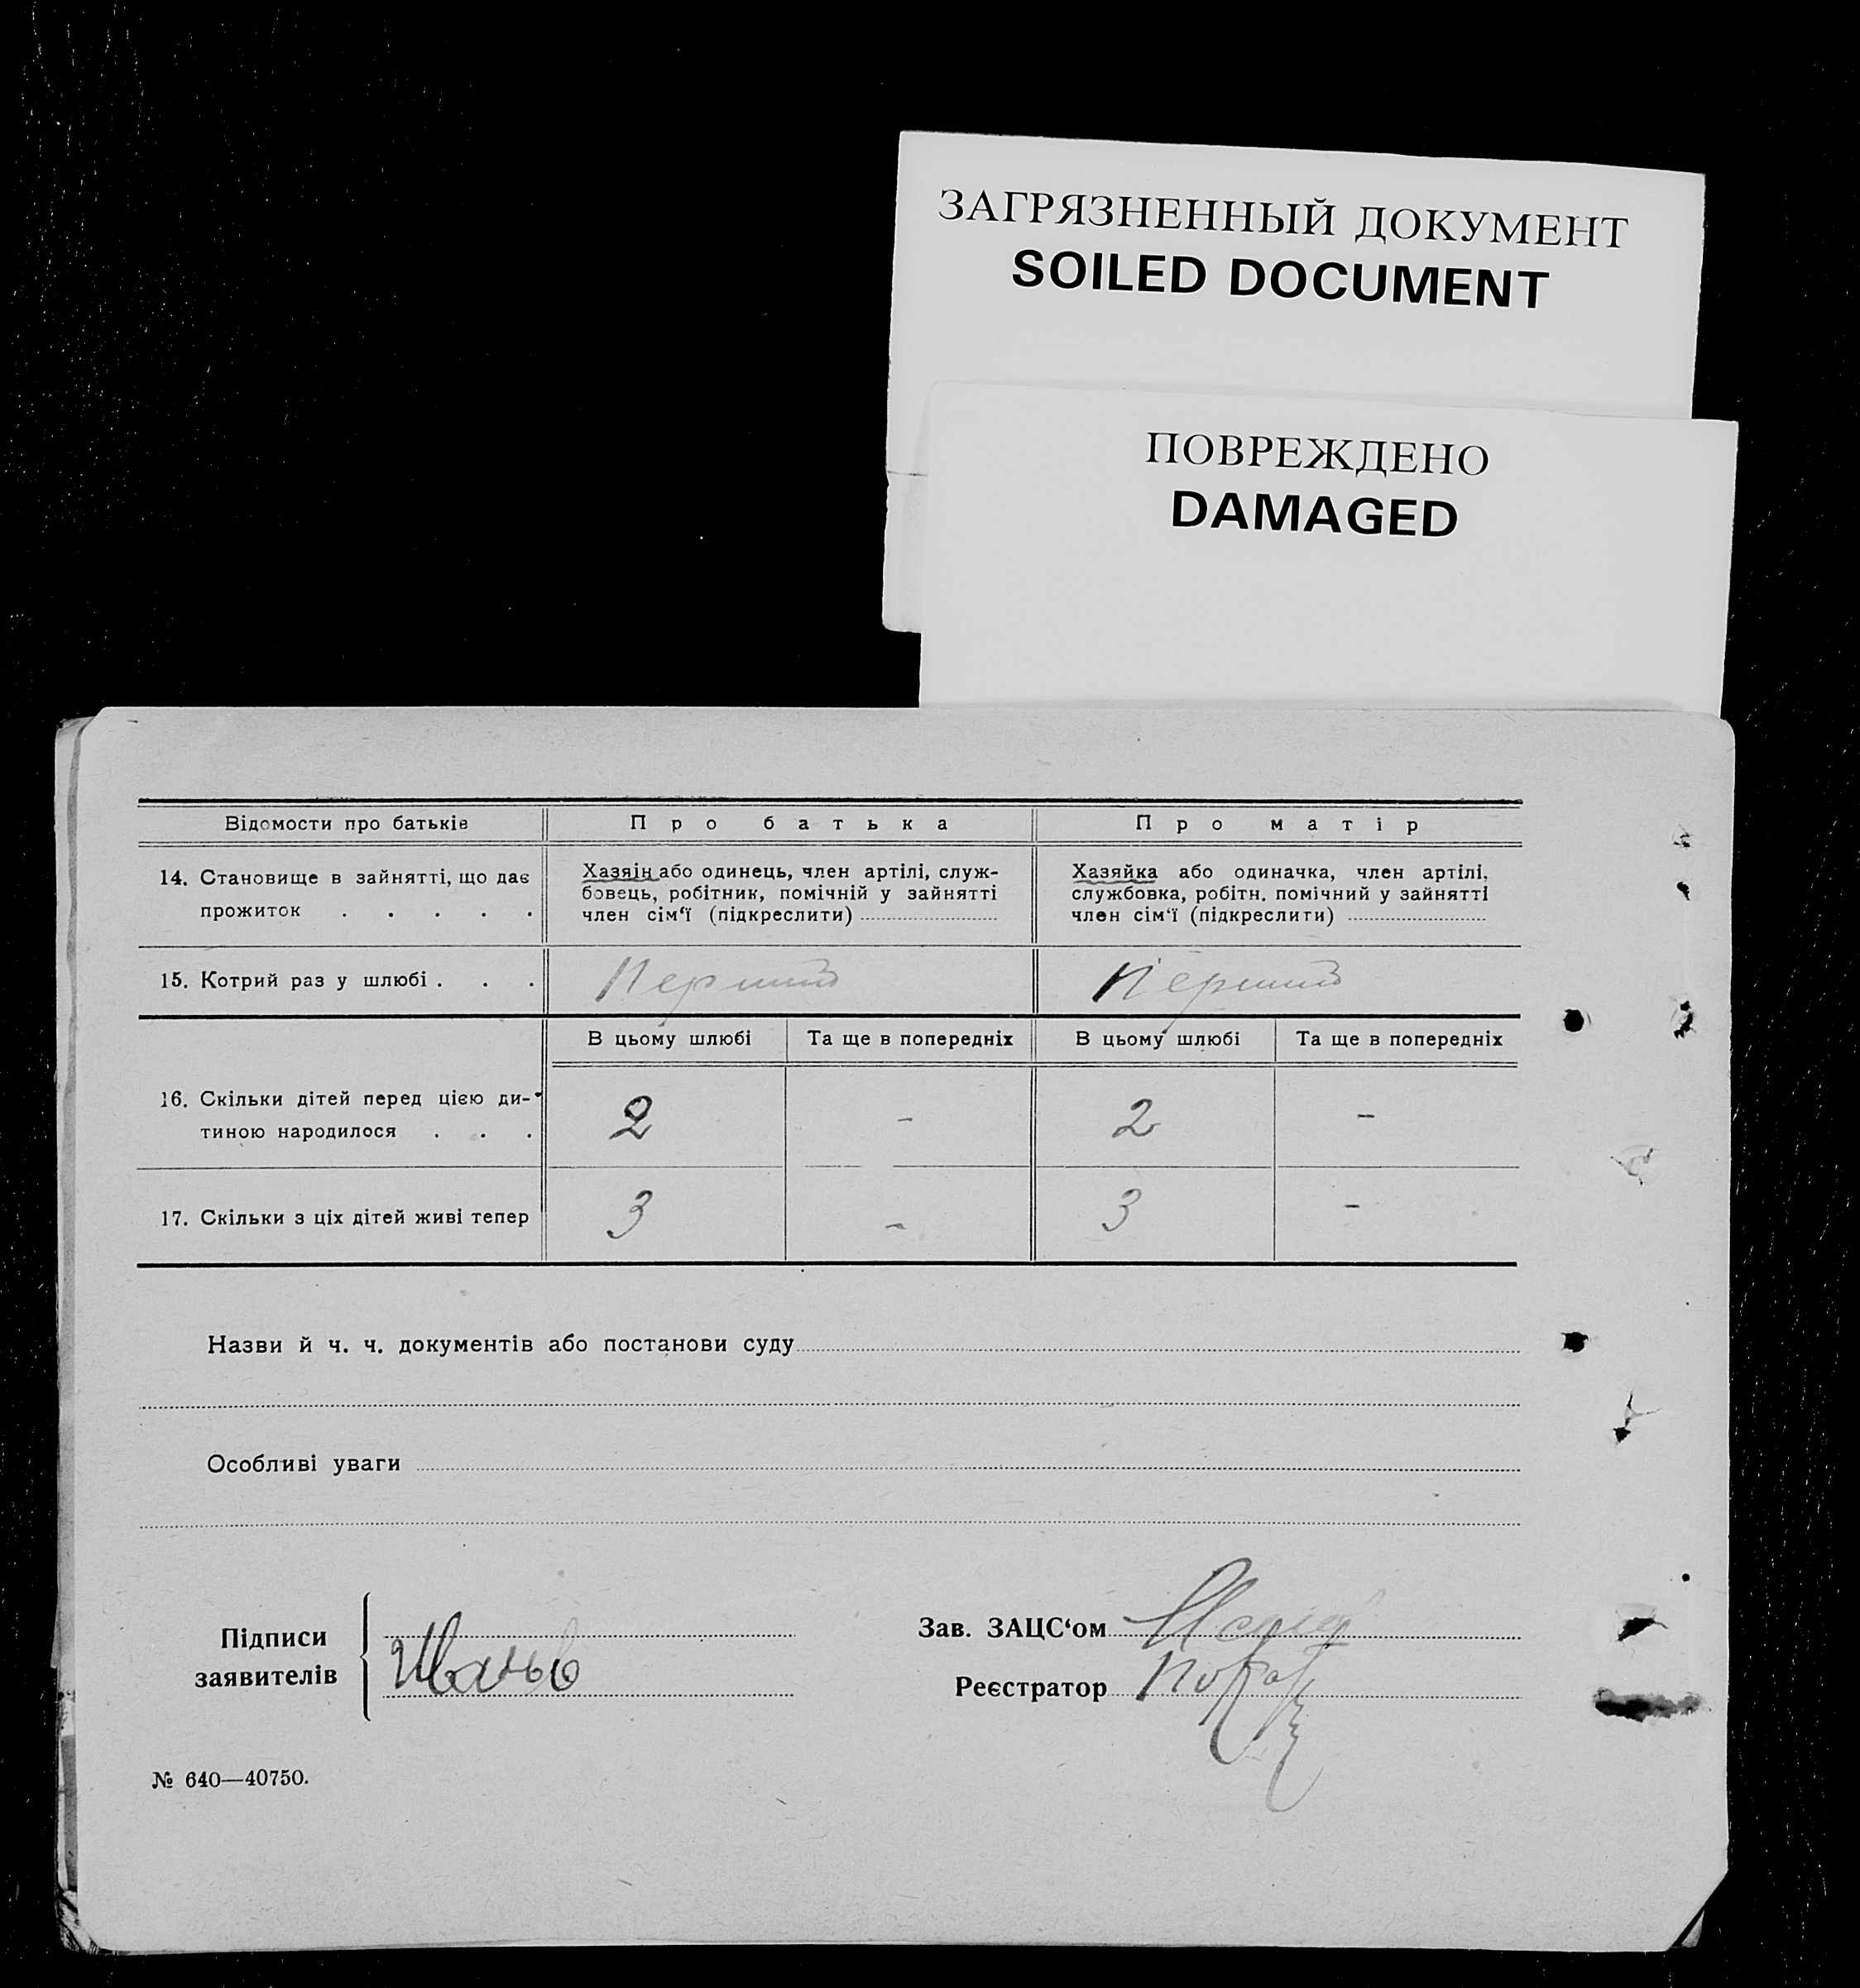 ЗАГРЯЗНЕННЫЙ ДОКУМЕНТ
SOILED DOCUMENT
ПОВРЕЖДЕНО
DAMAGED
Відомости про батьків Про батька Про матір
14. Становище в зайнятті, що дає прожиток . . . . .
Хазяїн або одинець, член артілі, служ-
бовець, робітник, помічній у зайнятті
член сім‘ї (підкреслити)
Хазяйка або одиначка, член артілі,
службовка, робітн. помічний у зайнятті
член сім‘ї (підкреслити)
15. Котрий раз у шлюбі . . . Перший Перший
В цьому шлюбі Та ще в попередніх В цьому шлюбі Та ще в попередніх
16. Скільки дітей перед цією ди-
тиною народилося . . . 2 - 2 -
17. Скільки з ціх дітей живі тепер 3 - 3 -
Назви й ч. ч. документів або постанови суду
Особливі уваги
Підписи
заявителів
Зав. ЗАЦС‘ом
Реєстратор
№ 640—40750.